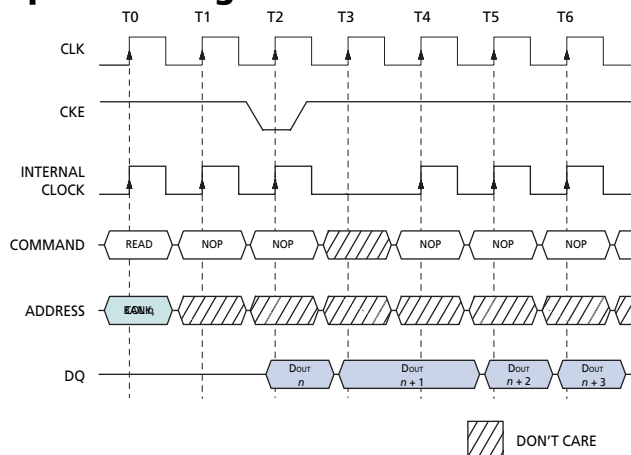 T0 T1 T2 T3 T4 T5 T6
CLK
CKE
INTERNAL
CLOCK
COMMAND READ NOP NOP NOP NOP NOP
ADDRESS
DQ DOUT n DOUT n + 1 DOUT n + 2 DOUT n + 3
DON'T CARE